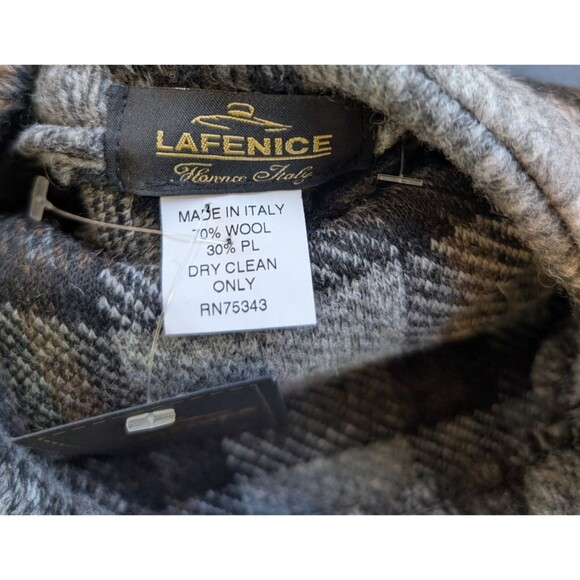 LAFENICE
Florence Italy
MADE IN ITALY
70% WOOL
30% PL
DRY CLEAN
ONLY
RN75343